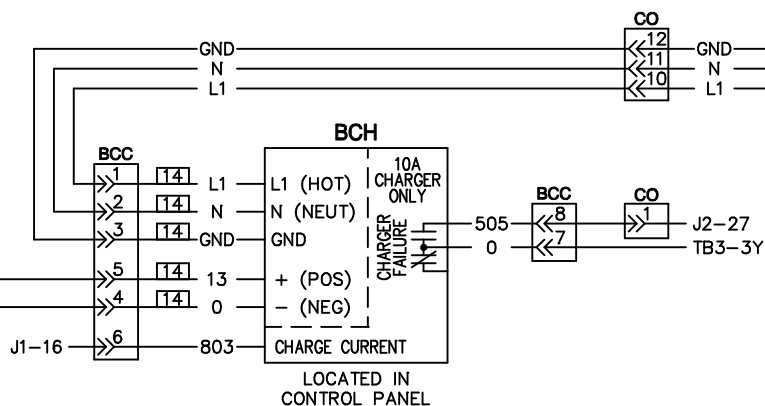 CO
GND 12 GND
N 11 N
L1 10 L1
BCH
BCC
1 14 L1 L1 (HOT)
2 14 N N (NEUT)
3 14 GND GND
5 14 13 + (POS)
4 14 0 − (NEG)
J1-16 6 803 CHARGE CURRENT
10A
CHARGER
ONLY
CHARGER
FAILURE
BCC CO
505 8 1 J2-27
0 7 TB3-3Y
LOCATED IN
CONTROL PANEL